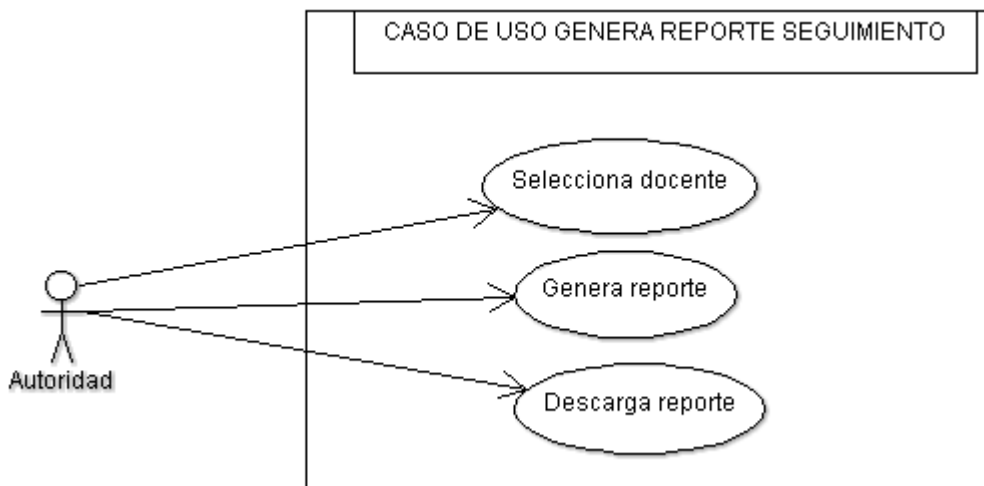 CASO DE USO GENERA REPORTE SEGUIMIENTO
Selecciona docente
Genera reporte
Autoridad
Descarga reporte